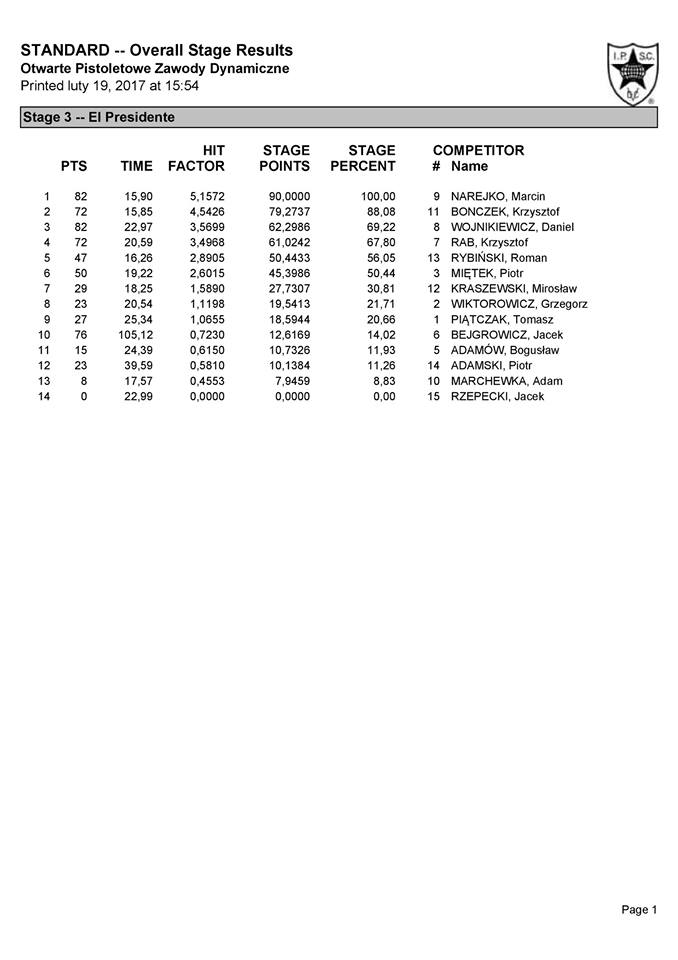 STANDARD -- Overall Stage Results
Otwarte Pistoletowe Zawody Dynamiczne
Printed luty 19, 2017 at 15:54
I.P.S.C.
®
Stage 3 -- El Presidente
HIT STAGE STAGE COMPETITOR
PTS TIME FACTOR POINTS PERCENT # Name
1 82 15,90 5,1572 90,0000 100,00 9 NAREJKO, Marcin
2 72 15,85 4,5426 79,2737 88,08 11 BONCZEK, Krzysztof
3 82 22,97 3,5699 62,2986 69,22 8 WOJNIKIEWICZ, Daniel
4 72 20,59 3,4968 61,0242 67,80 7 RAB, Krzysztof
5 47 16,26 2,8905 50,4433 56,05 13 RYBIŃSKI, Roman
6 50 19,22 2,6015 45,3986 50,44 3 MIĘTEK, Piotr
7 29 18,25 1,5890 27,7307 30,81 12 KRASZEWSKI, Mirosław
8 23 20,54 1,1198 19,5413 21,71 2 WIKTOROWICZ, Grzegorz
9 27 25,34 1,0655 18,5944 20,66 1 PIĄTCZAK, Tomasz
10 76 105,12 0,7230 12,6169 14,02 6 BEJGROWICZ, Jacek
11 15 24,39 0,6150 10,7326 11,93 5 ADAMÓW, Bogusław
12 23 39,59 0,5810 10,1384 11,26 14 ADAMSKI, Piotr
13 8 17,57 0,4553 7,9459 8,83 10 MARCHEWKA, Adam
14 0 22,99 0,0000 0,0000 0,00 15 RZEPECKI, Jacek
Page 1